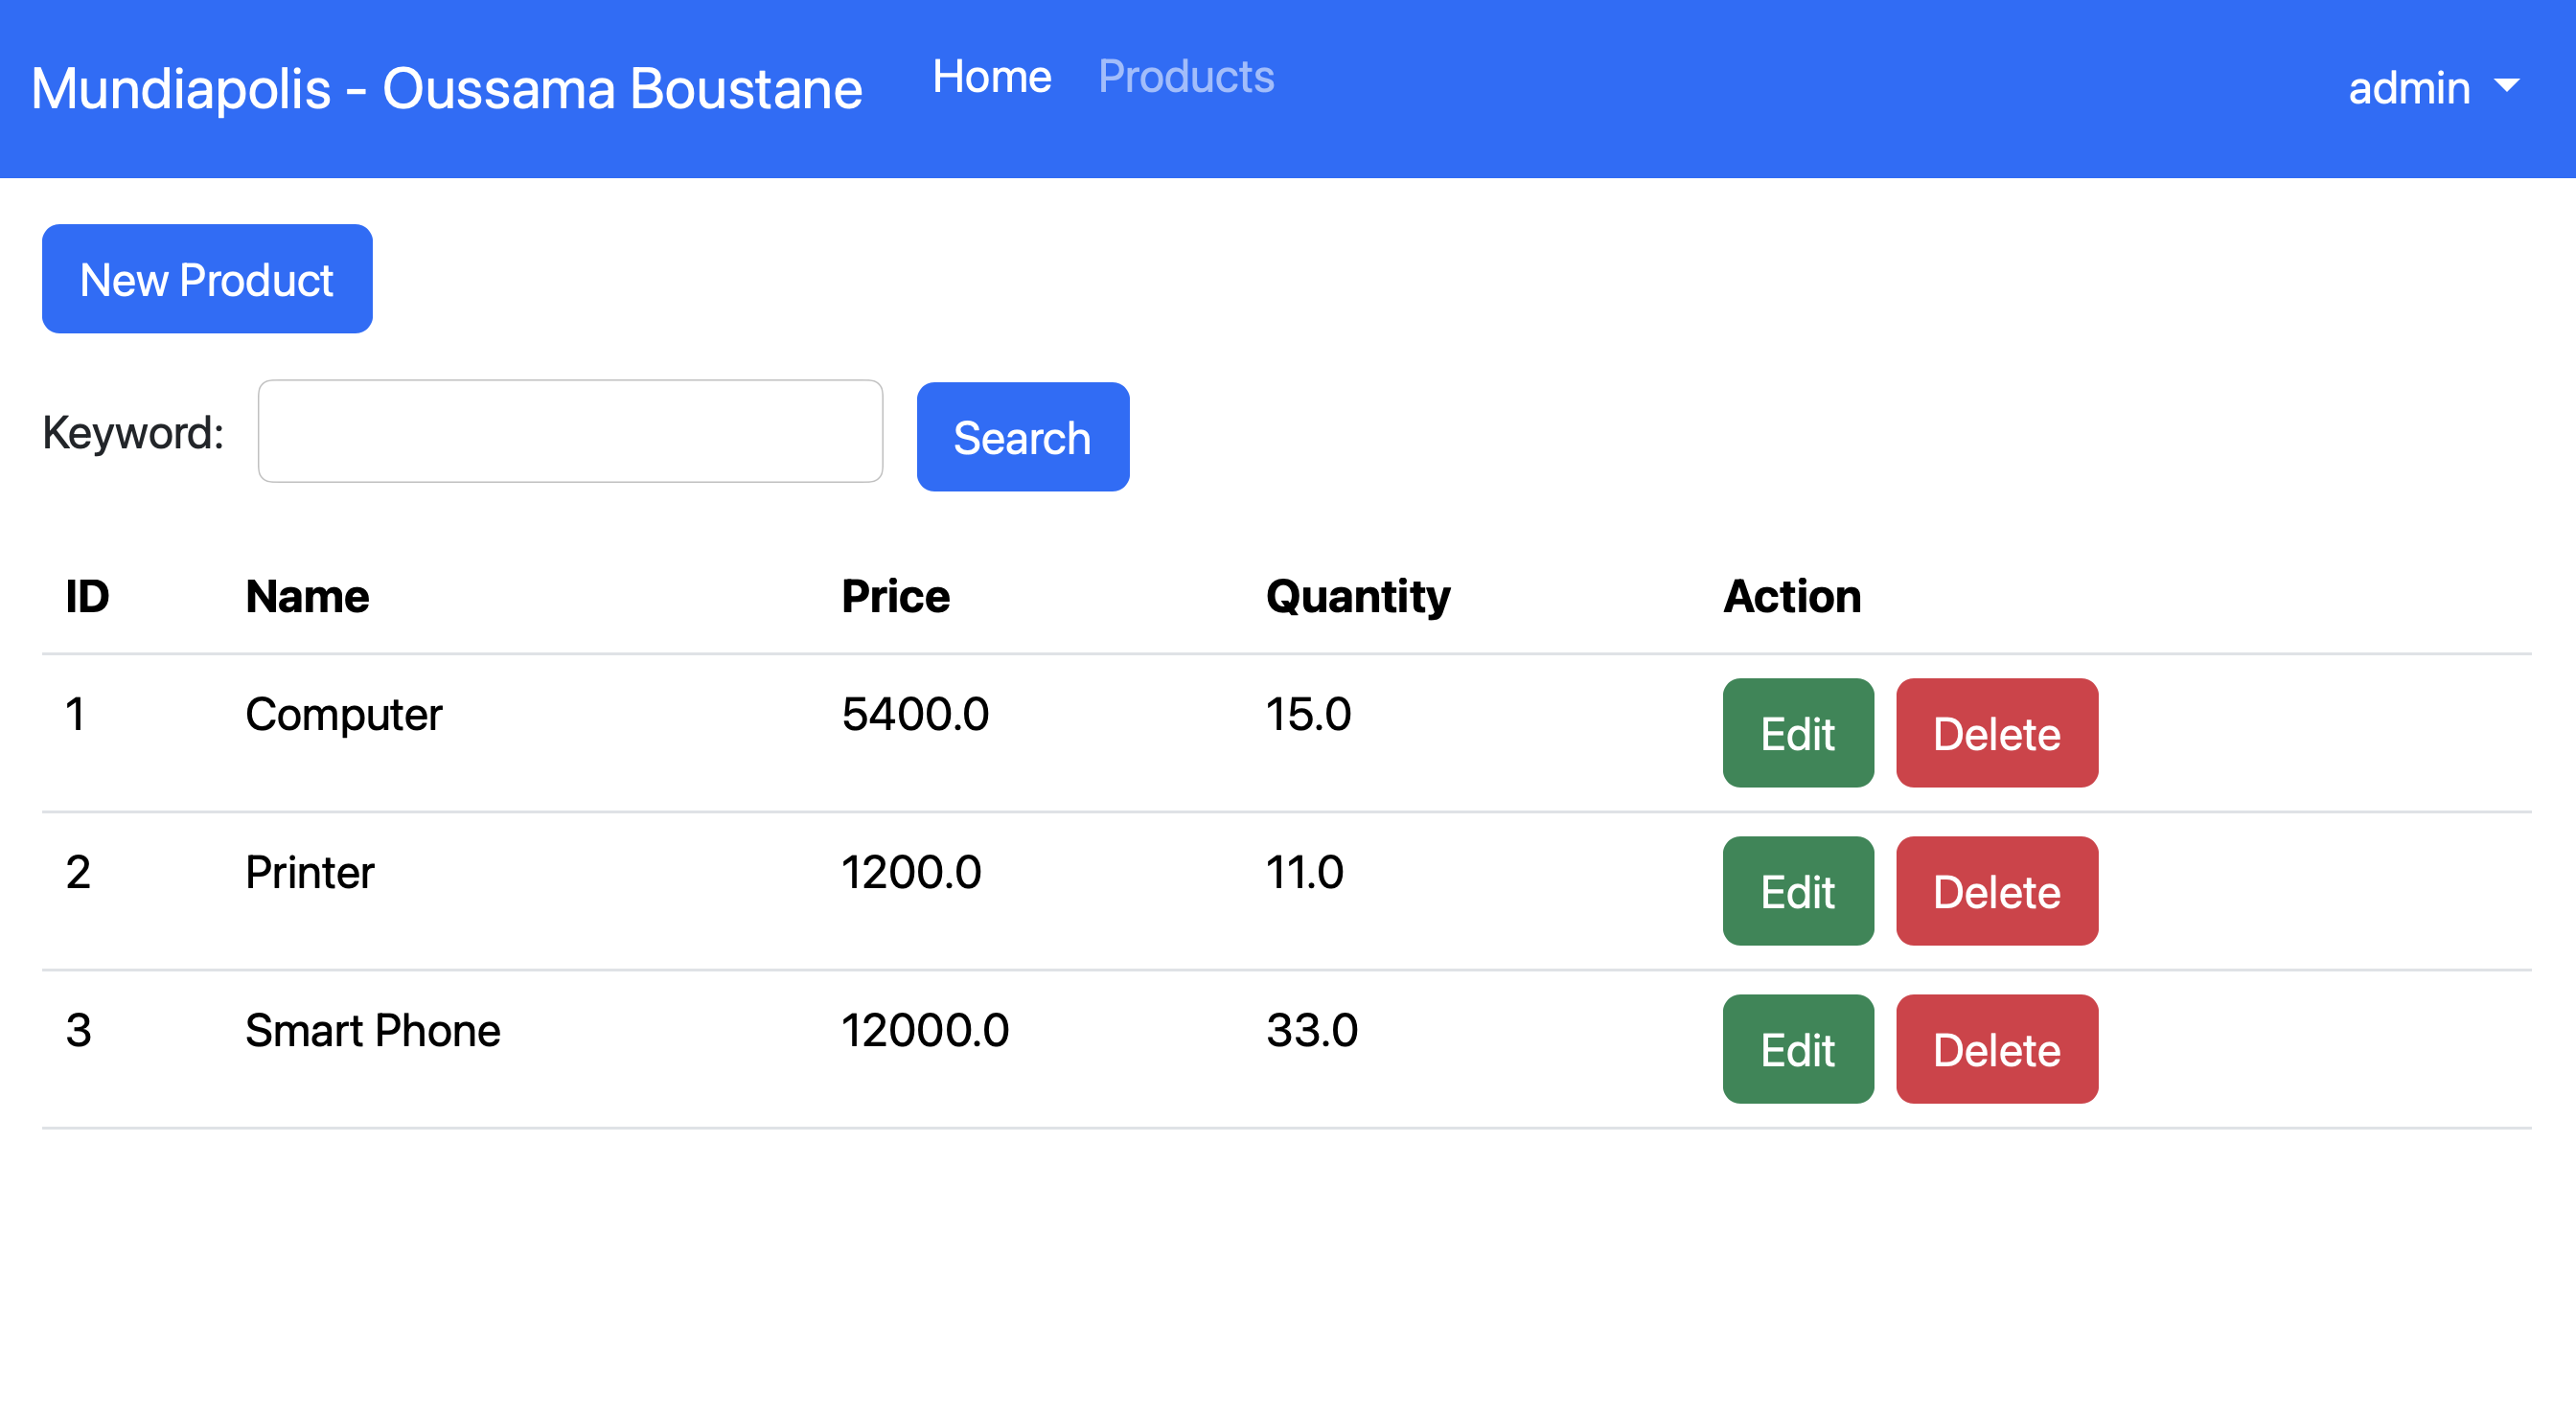 Mundiapolis - Oussama Boustane Home Products admin
New Product
Keyword: Search
ID Name Price Quantity Action
1 Computer 5400.0 15.0 Edit Delete
2 Printer 1200.0 11.0 Edit Delete
3 Smart Phone 12000.0 33.0 Edit Delete